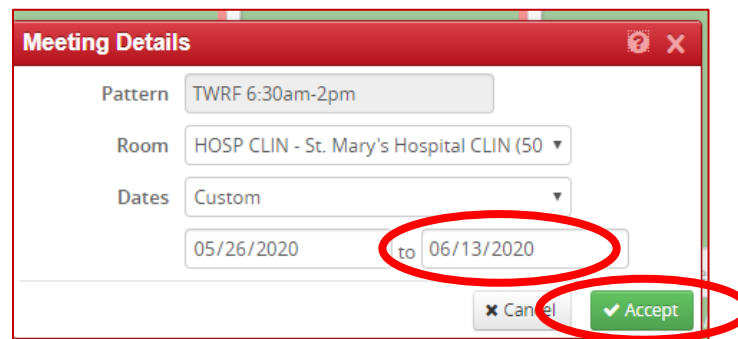 Meeting Details
Pattern TWRF 6:30am-2pm
Room HOSP CLIN - St. Mary's Hospital CLIN (50
Dates Custom
05/26/2020 to 06/13/2020
Cancel Accept